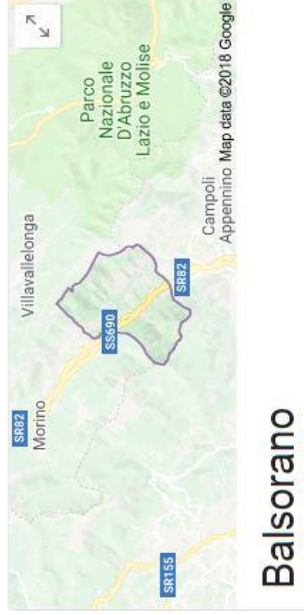 Villavallelonga
Parco
Nazionale
D'Abruzzo
Lazio e Molise
SR82
Morino
SS690
SR82
Campoli
Appennino
SR155
Map data ©2018 Google
Balsorano